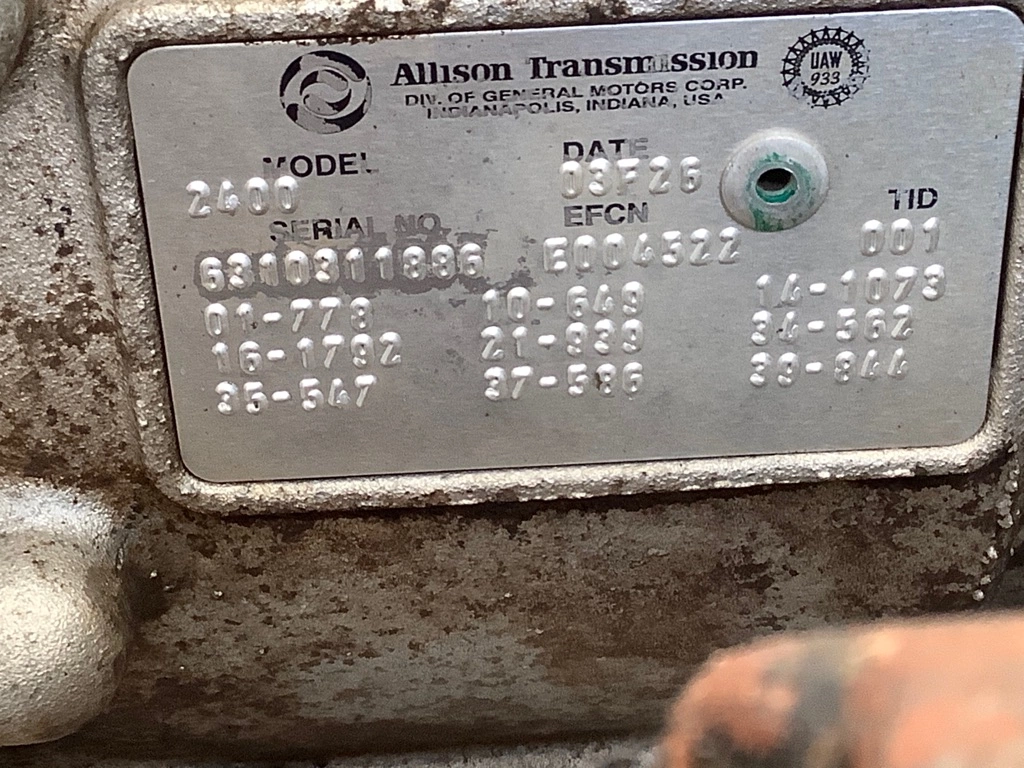 Allison Transmission
DIV. OF GENERAL MOTORS CORP.
INDIANAPOLIS, INDIANA, USA
UAW
933
MODEL DATE
2400 03F26
SERIAL NO. EFCN TID
6310311886 E004522 001
01-778 10-649 14-1073
16-1792 21-939 34-562
35-547 37-586 39-844